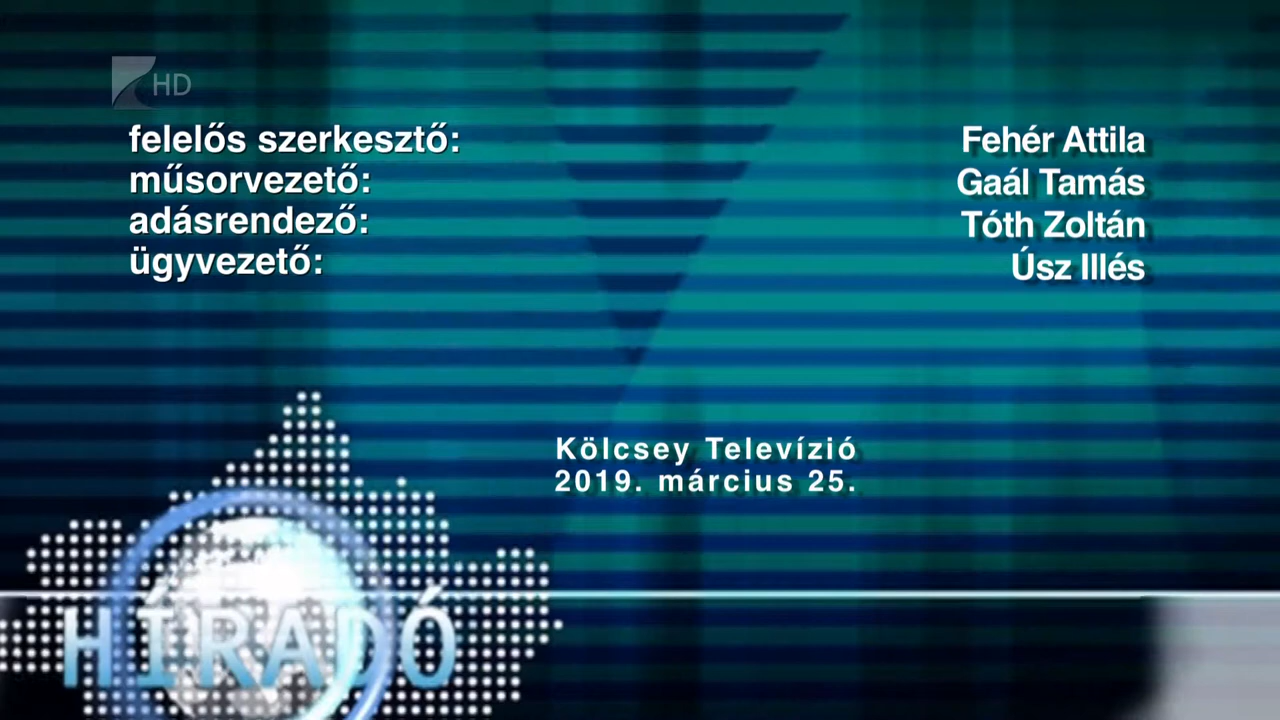 HD
felelős szerkesztő: Fehér Attila
műsorvezető: Gaál Tamás
adásrendező: Tóth Zoltán
ügyvezető: Úsz Illés
Kölcsey Televízió
2019. március 25.
HÍRADÓ